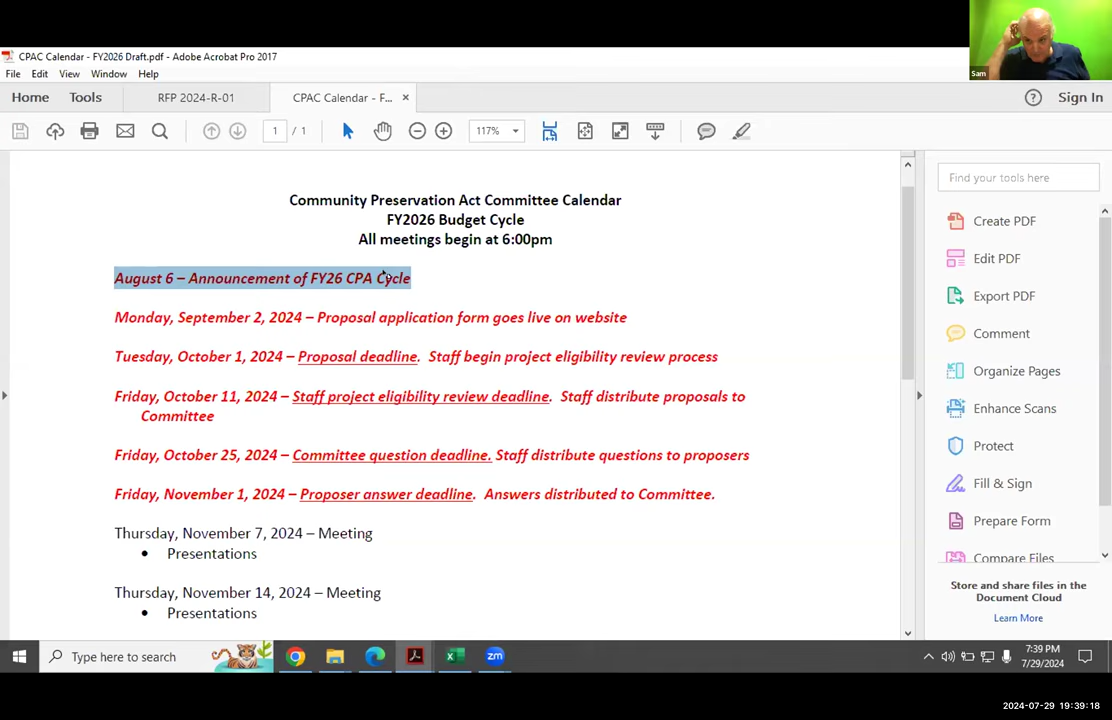 Sam
CPAC Calendar - FY2026 Draft.pdf - Adobe Acrobat Pro 2017
File Edit View Window Help
Home Tools RFP 2024-R-01 CPAC Calendar - F... × Sign In
1 / 1 117%
Find your tools here
Create PDF
Edit PDF
Export PDF
Comment
Organize Pages
Enhance Scans
Protect
Fill & Sign
Prepare Form
Compare Files
Store and share files in the
Document Cloud
Learn More
Community Preservation Act Committee Calendar
FY2026 Budget Cycle
All meetings begin at 6:00pm
August 6 – Announcement of FY26 CPA Cycle
Monday, September 2, 2024 – Proposal application form goes live on website
Tuesday, October 1, 2024 – Proposal deadline. Staff begin project eligibility review process
Friday, October 11, 2024 – Staff project eligibility review deadline. Staff distribute proposals to
Committee
Friday, October 25, 2024 – Committee question deadline. Staff distribute questions to proposers
Friday, November 1, 2024 – Proposer answer deadline. Answers distributed to Committee.
Thursday, November 7, 2024 – Meeting
• Presentations
Thursday, November 14, 2024 – Meeting
• Presentations
Type here to search
zm
7:39 PM
7/29/2024
2024-07-29 19:39:18